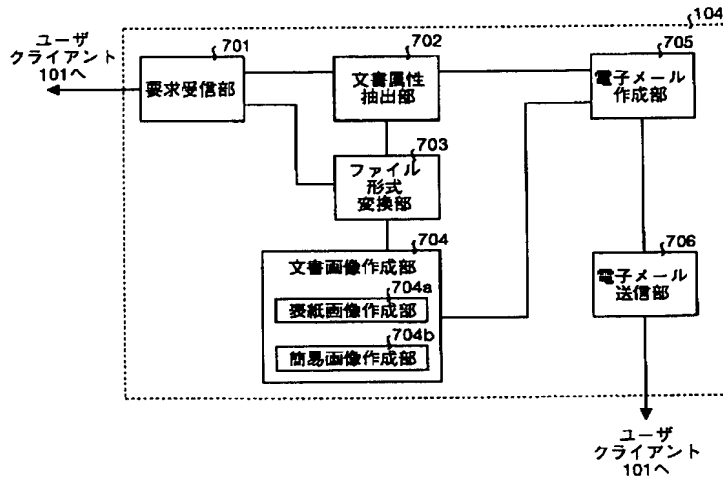 104
ユーザ
クライアント
101へ
701
要求受信部
702
文書属性
抽出部
705
電子メール
作成部
703
ファイル
形式
変換部
704
文書画像作成部
704a
表紙画像作成部
704b
簡易画像作成部
706
電子メール
送信部
ユーザ
クライアント
101へ